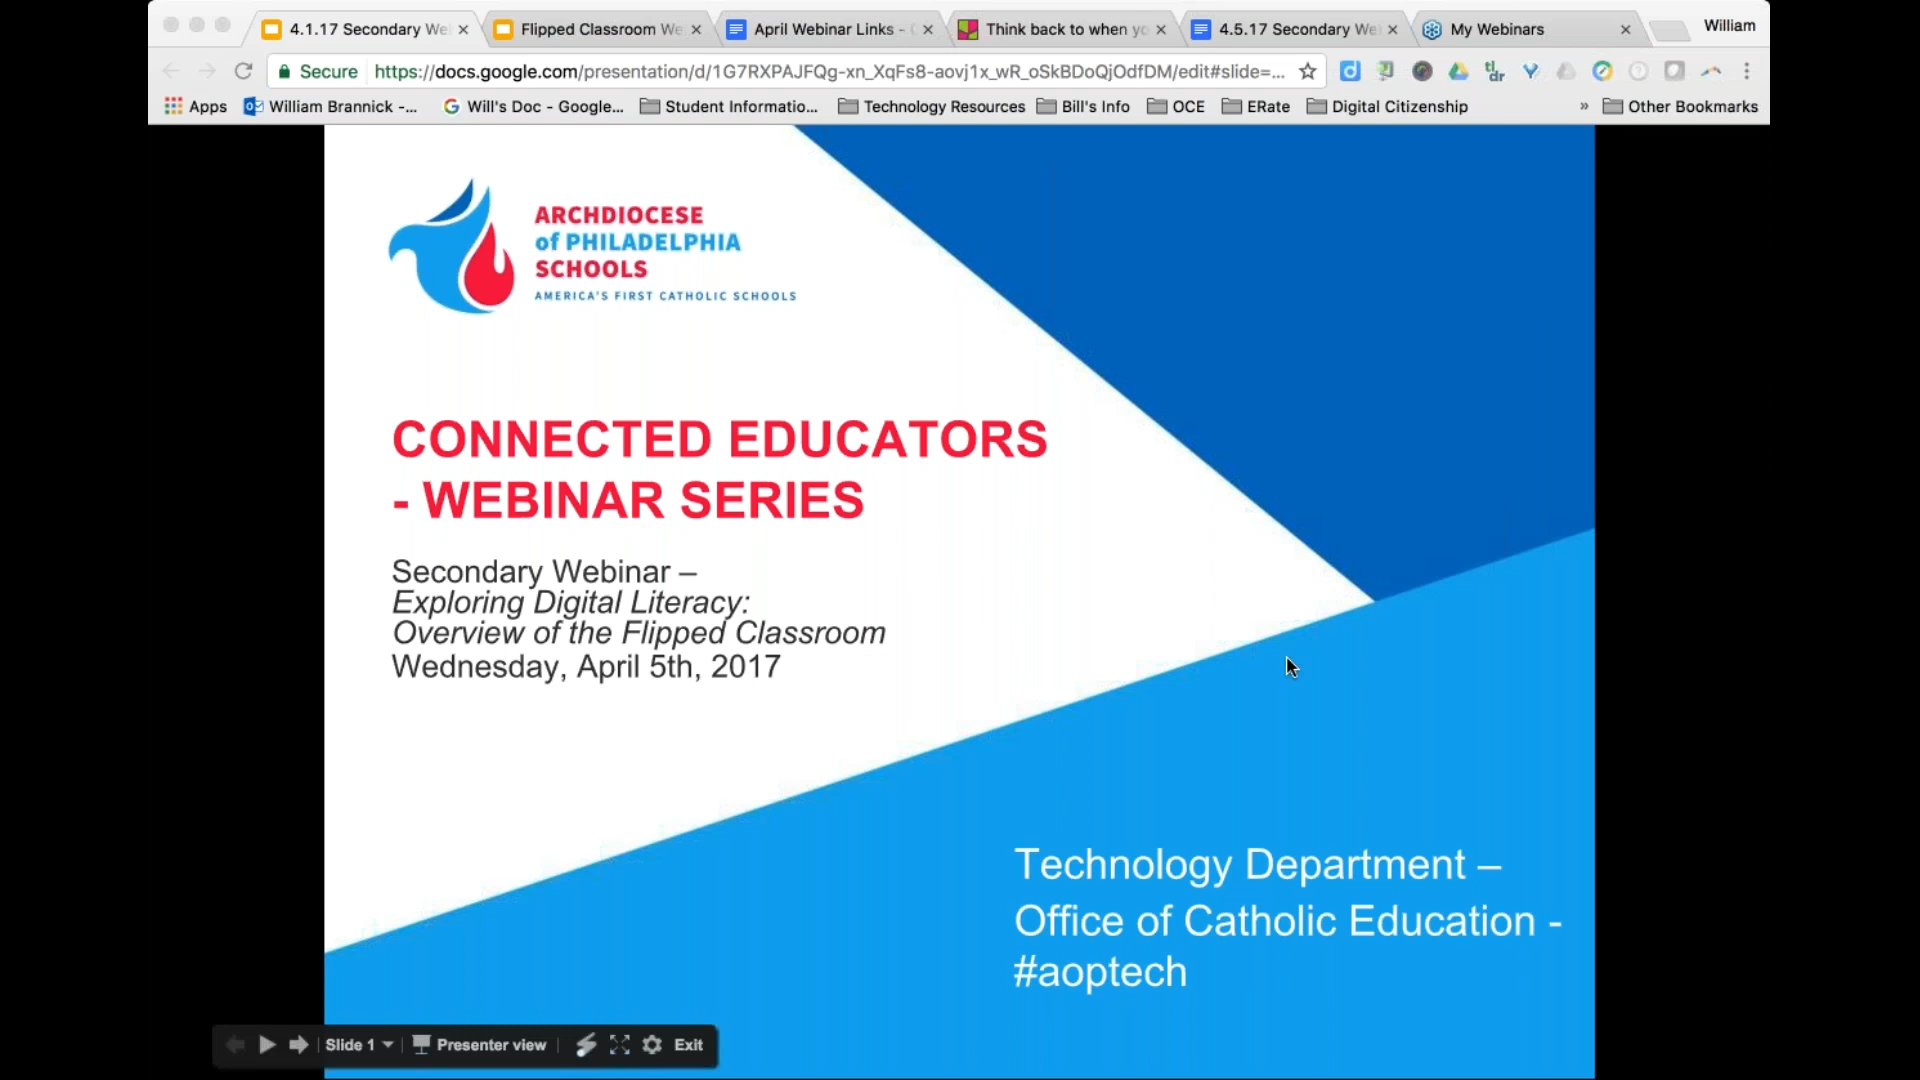 4.1.17 Secondary We
Flipped Classroom We
April Webinar Links -
Think back to when yo
4.5.17 Secondary We
My Webinars
William
Secure
https://docs.google.com/presentation/d/1G7RXPAJFQg-xn_XqFs8-aovj1x_wR_oSkBDoQjOdfDM/edit#slide=...
tl;dr
Apps
William Brannick -...
Will's Doc - Google...
Student Informatio...
Technology Resources
Bill's Info
OCE
ERate
Digital Citizenship
»
Other Bookmarks
ARCHDIOCESE
of PHILADELPHIA
SCHOOLS
AMERICA'S FIRST CATHOLIC SCHOOLS
CONNECTED EDUCATORS
- WEBINAR SERIES
Secondary Webinar –
Exploring Digital Literacy:
Overview of the Flipped Classroom
Wednesday, April 5th, 2017
Technology Department –
Office of Catholic Education -
#aoptech
Slide 1
Presenter view
Exit